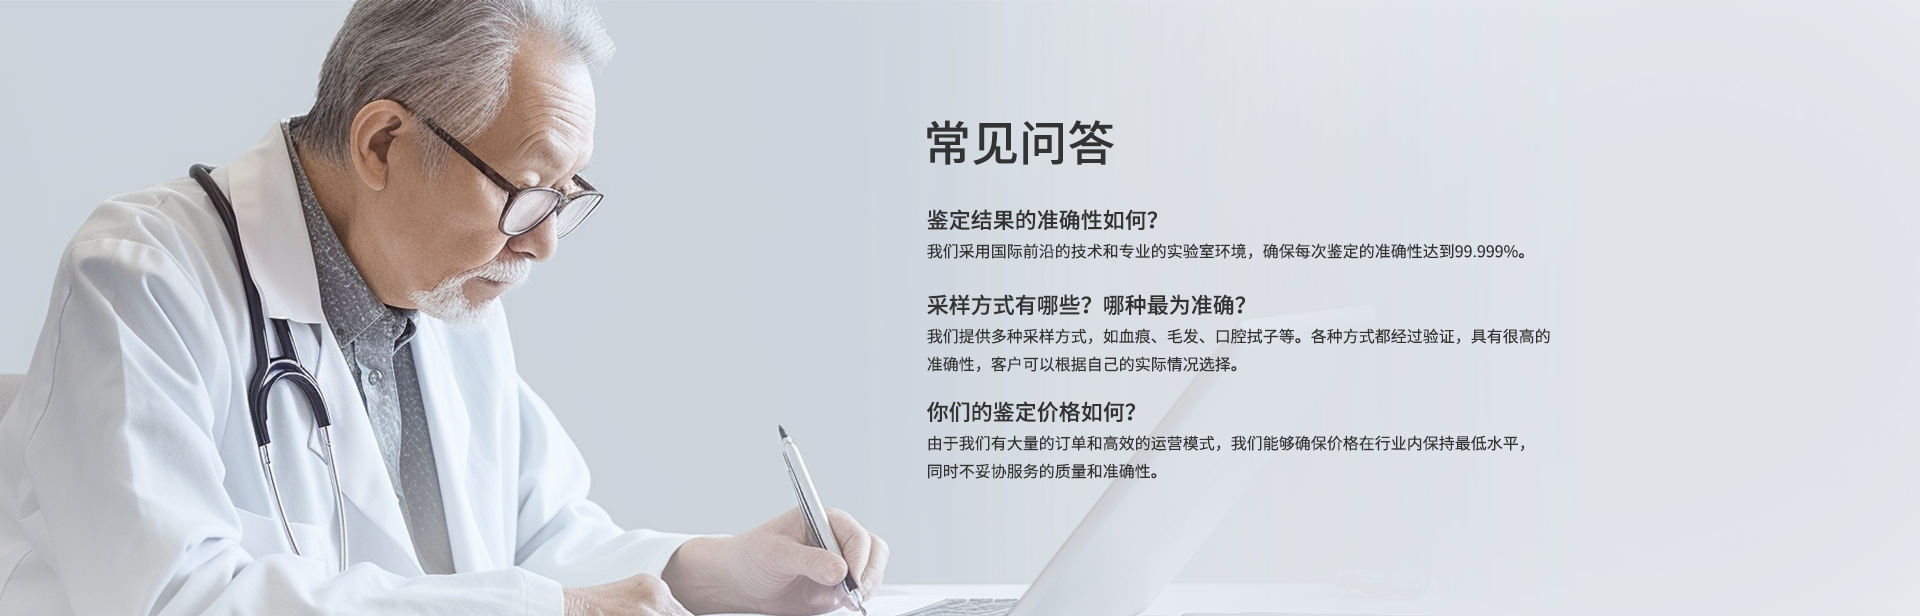 常见问答
鉴定结果的准确性如何？
我们采用国际前沿的技术和专业的实验室环境，确保每次鉴定的准确性达到99.999%。
采样方式有哪些？哪种最为准确？
我们提供多种采样方式，如血痕、毛发、口腔拭子等。各种方式都经过验证，具有很高的
准确性，客户可以根据自己的实际情况选择。
你们的鉴定价格如何？
由于我们有大量的订单和高效的运营模式，我们能够确保价格在行业内保持最低水平，
同时不妥协服务的质量和准确性。